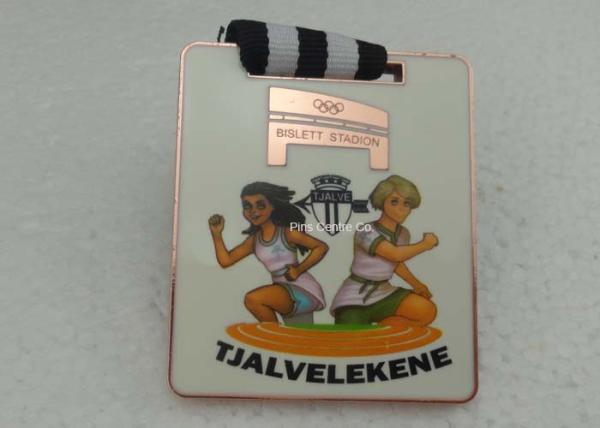 BISLETT STADION
TJALVE
Pins Centre Co.
TJALVELEKENE